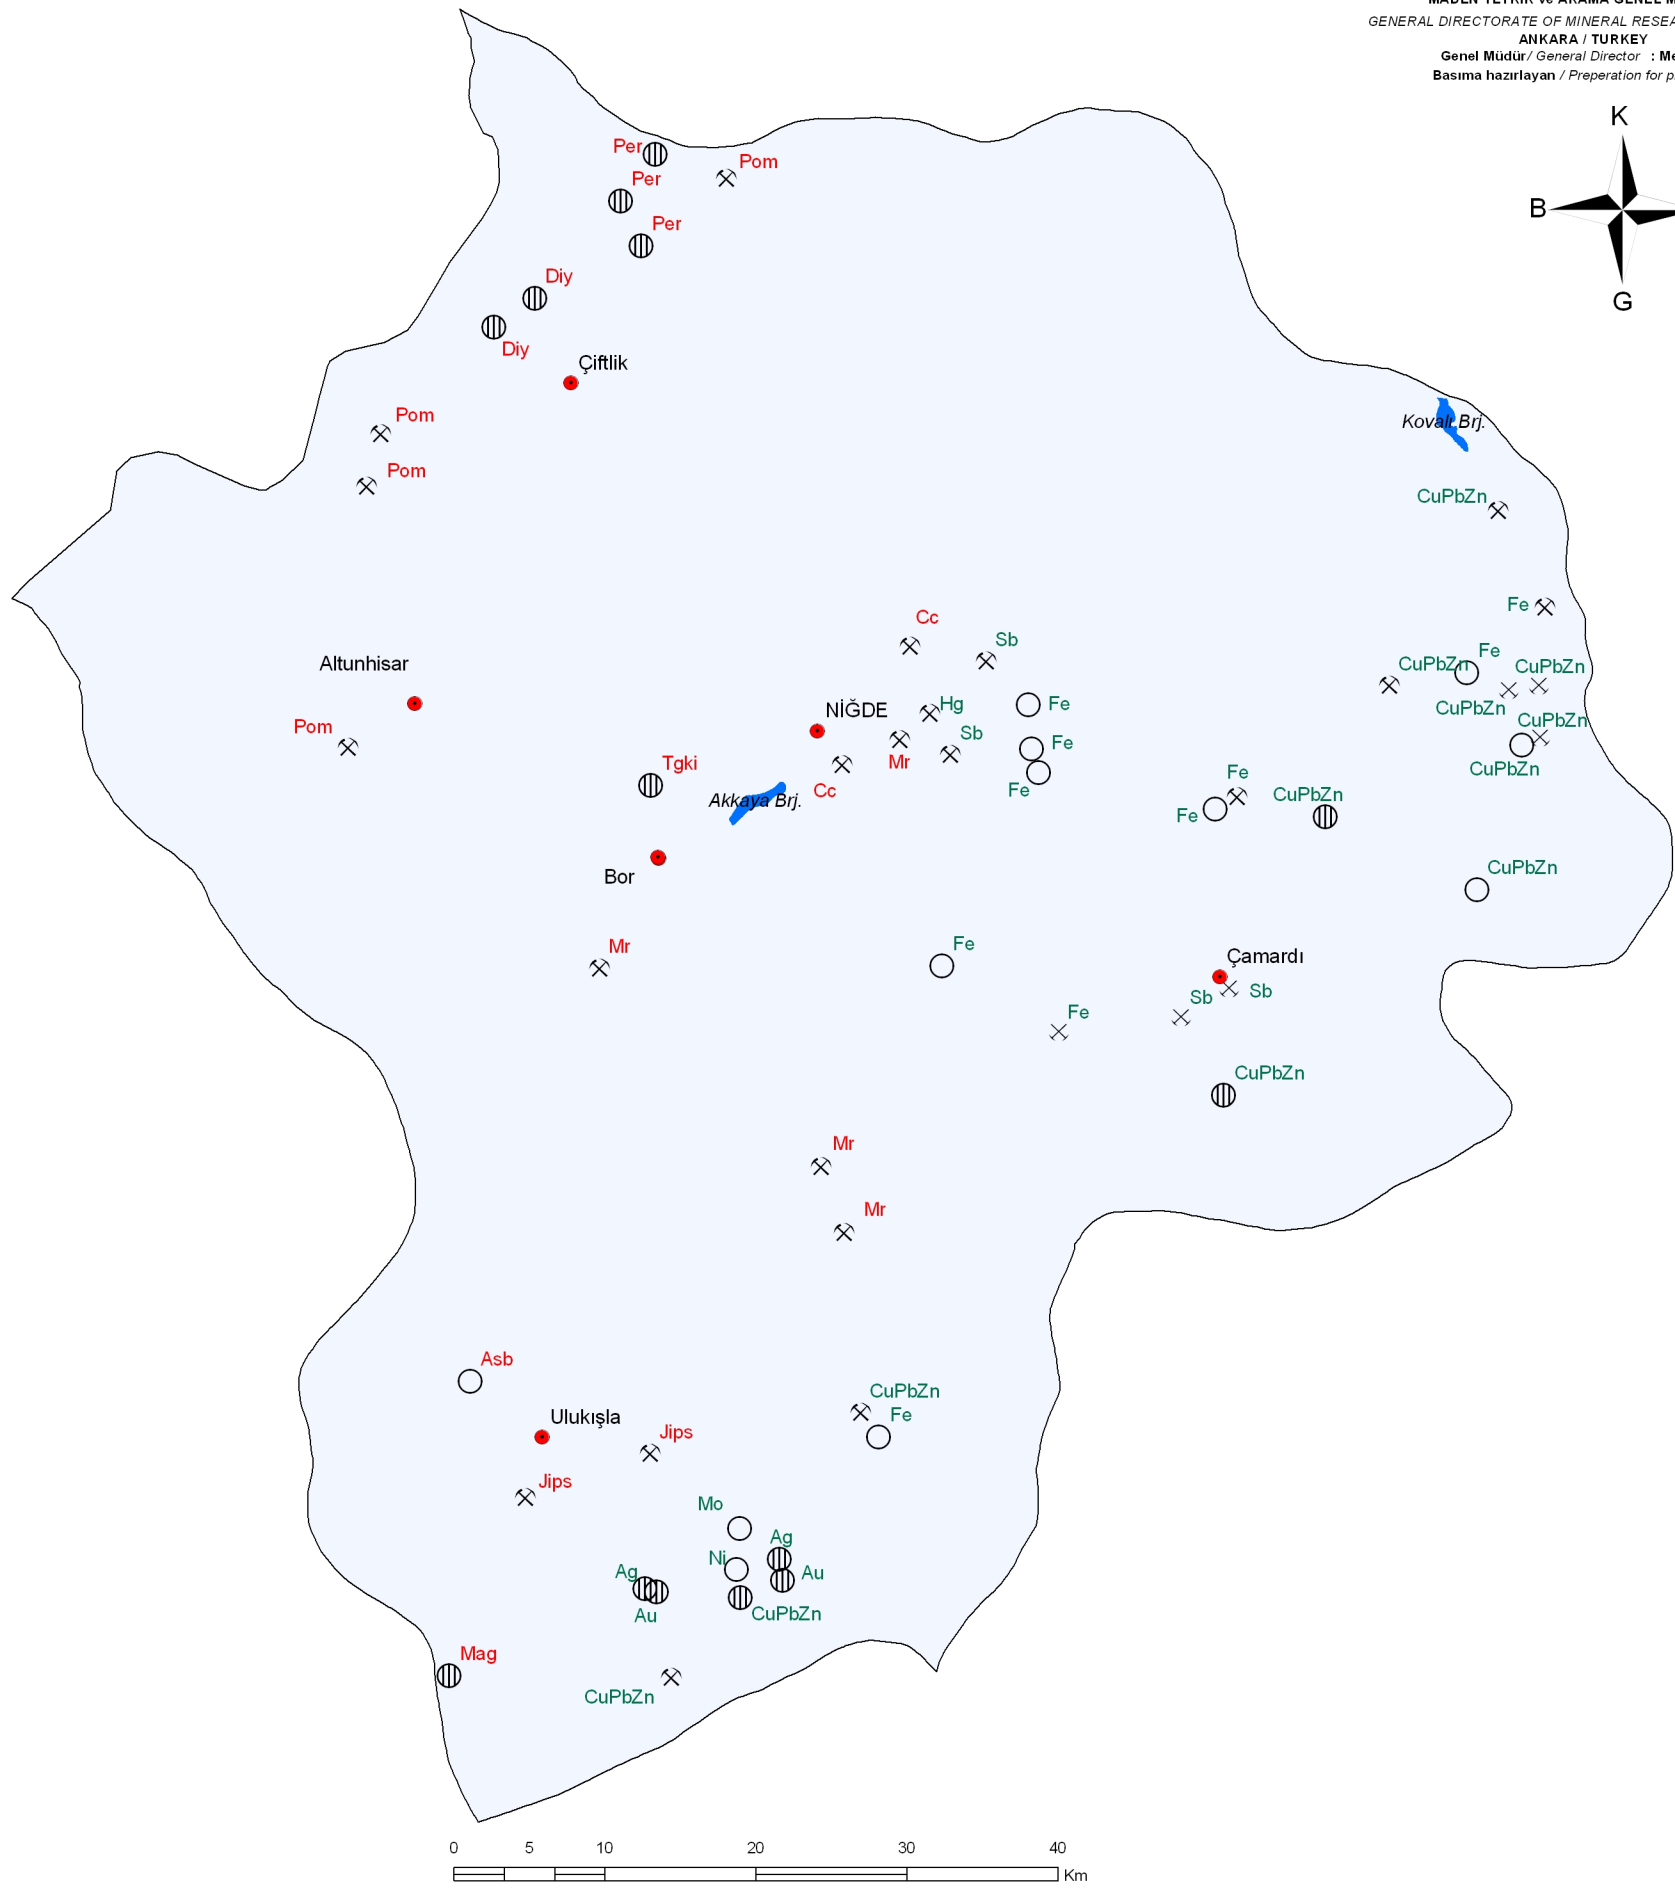 GENERAL DIRECTORATE OF MINERAL
ANKARA / TURKEY
Genel Müdür / General Director :
Basıma hazırlayan / Preperation for
K
B
G
Per
Pom
Per
Per
Diy
Diy
Çiftlik
Pom
Kovalı Brj.
Pom
CuPbZn
Fe
Cc
Sb
Fe
Altunhisar
CuPbZn
CuPbZn
Hg
Fe
CuPbZn
NİĞDE
CuPbZn
Pom
Sb
Fe
Tgki
Mr
CuPbZn
Fe
Cc
Fe
CuPbZn
Akkaya Brj.
Fe
CuPbZn
Bor
Mr
Fe
Çamardı
Sb
Sb
Fe
CuPbZn
Mr
Mr
Asb
CuPbZn
Ulukışla
Fe
Jips
Jips
Mo
Ag
Ni
Ag
Au
Au
CuPbZn
Mag
CuPbZn
0 5 10 20 30 40
Km